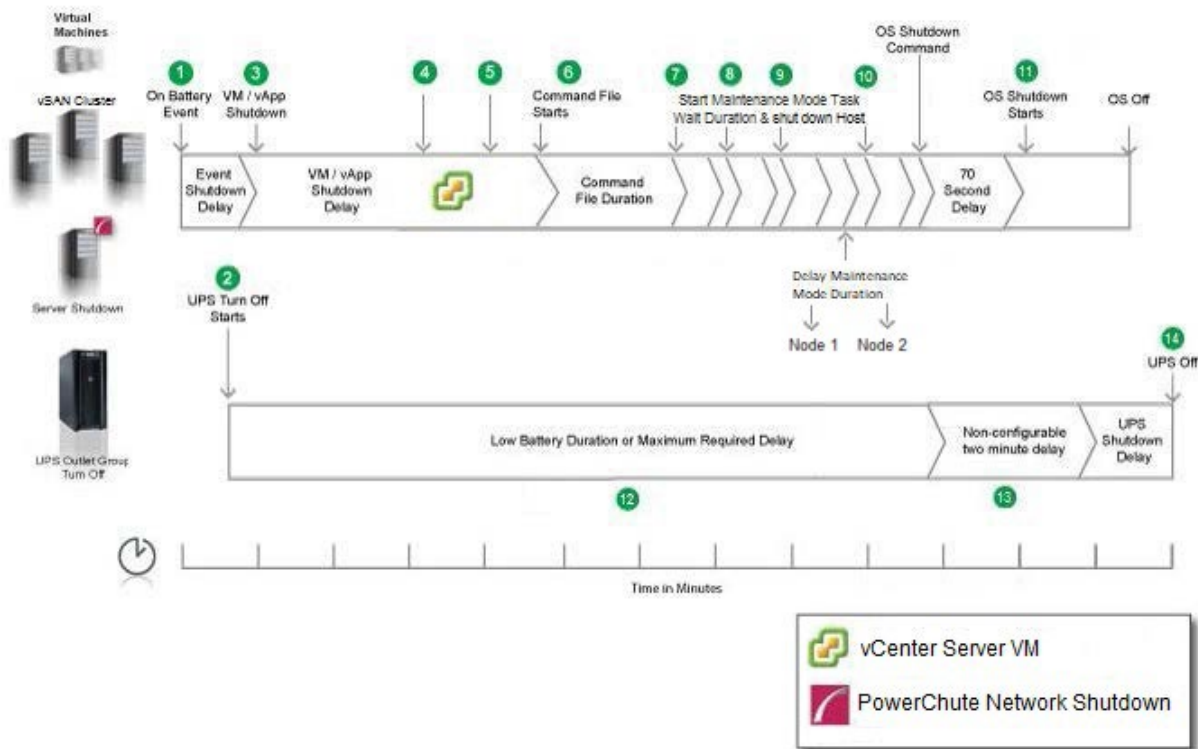 Virtual
Machines
vSAN Cluster
Server Shutdown
UPS Outlet Group
Turn Off
1
On Battery
Event
3
VM / vApp
Shutdown
4
5
6
Command File
Starts
7
8
9
10
Start Maintenance Mode Task
Wait Duration & shut down Host
OS Shutdown
Command
11
OS Shutdown
Starts
OS Off
Event
Shutdown
Delay
VM / vApp
Shutdown
Delay
Command
File Duration
70
Second
Delay
Delay Maintenance
Mode Duration
Node 1
Node 2
2
UPS Turn Off
Starts
14
UPS Off
Low Battery Duration or Maximum Required Delay
Non-configurable
two minute delay
UPS
Shutdown
Delay
12
13
Time in Minutes
vCenter Server VM
PowerChute Network Shutdown